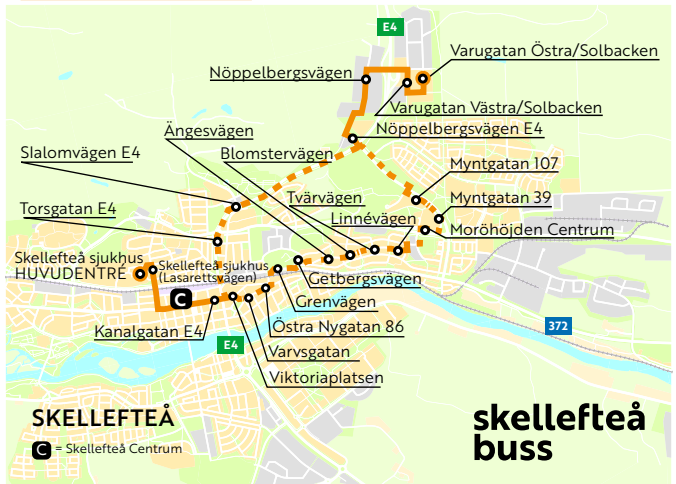 E4
Varugatan Östra/Solbacken
Nöppelbergsvägen
Varugatan Västra/Solbacken
Ängesvägen
Nöppelbergsvägen E4
Slalomvägen E4
Blomstervägen
Myntgatan 107
Tvärvägen
Myntgatan 39
Torsgatan E4
Linnévägen
Moröhöjden Centrum
Skellefteå sjukhus
HUVUDENTRÉ
Skellefteå sjukhus
(Lasarettsvägen)
Getbergsvägen
C
Grenvägen
Kanalgatan E4
Östra Nygatan 86
372
E4
Varvsgatan
Viktoriaplatsen
SKELLEFTEÅ
C = Skellefteå Centrum
skellefteå
buss